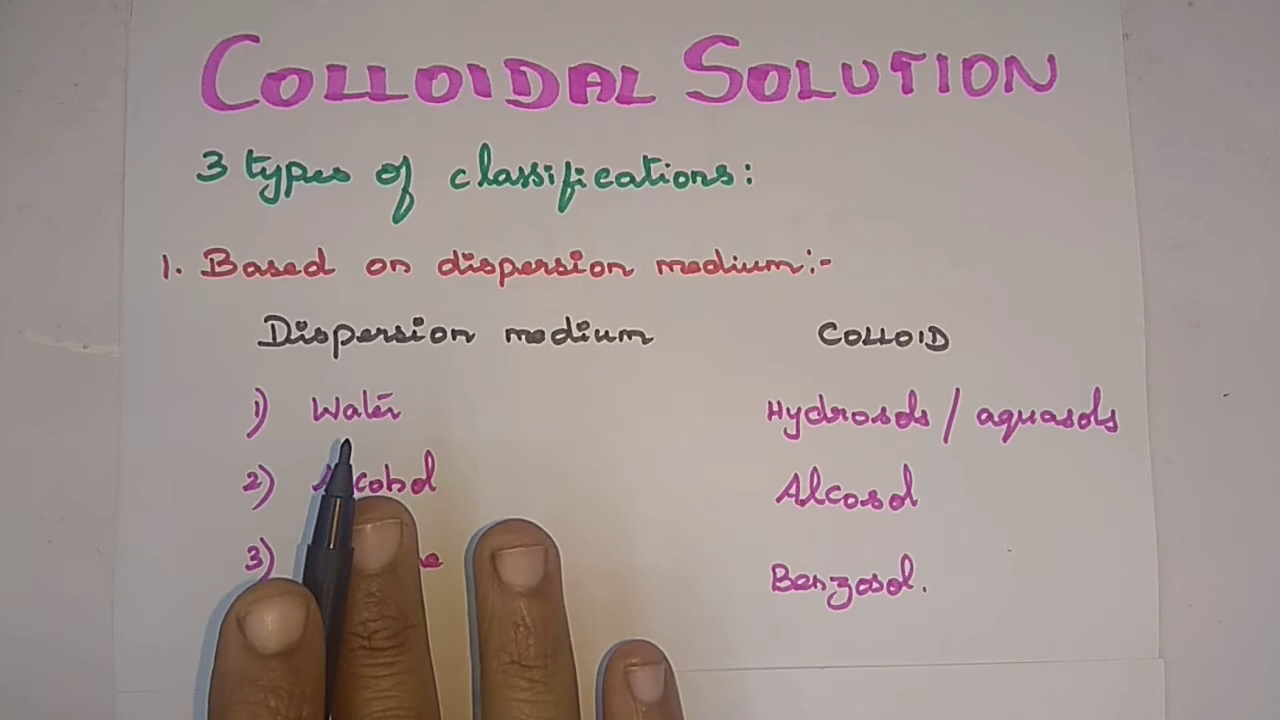 COLLOIDAL SOLUTION
3 types of classifications:
1. Based on dispersion medium:-
Dispersion medium COLLOID
1) Water Hydrosols / aquasols
2) Alcohol Alcosol
3) Benzosol.